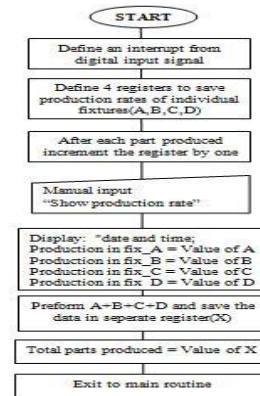 START
Define an interrupt from
digital input signal
Define 4 registers to save
production rates of individual
fixtures(A,B,C,D)
After each part produced
increment the register by one
Manual input
“Show production rate”
Display: "date and time;
Production in fix_A = Value of A
Production in fix_B = Value of B
Production in fix_C = Value of C
Production in fix_D = Value of D
Preform A+B+C+D and save the
data in seperate register(X)
Total parts produced = Value of X
Exit to main routine